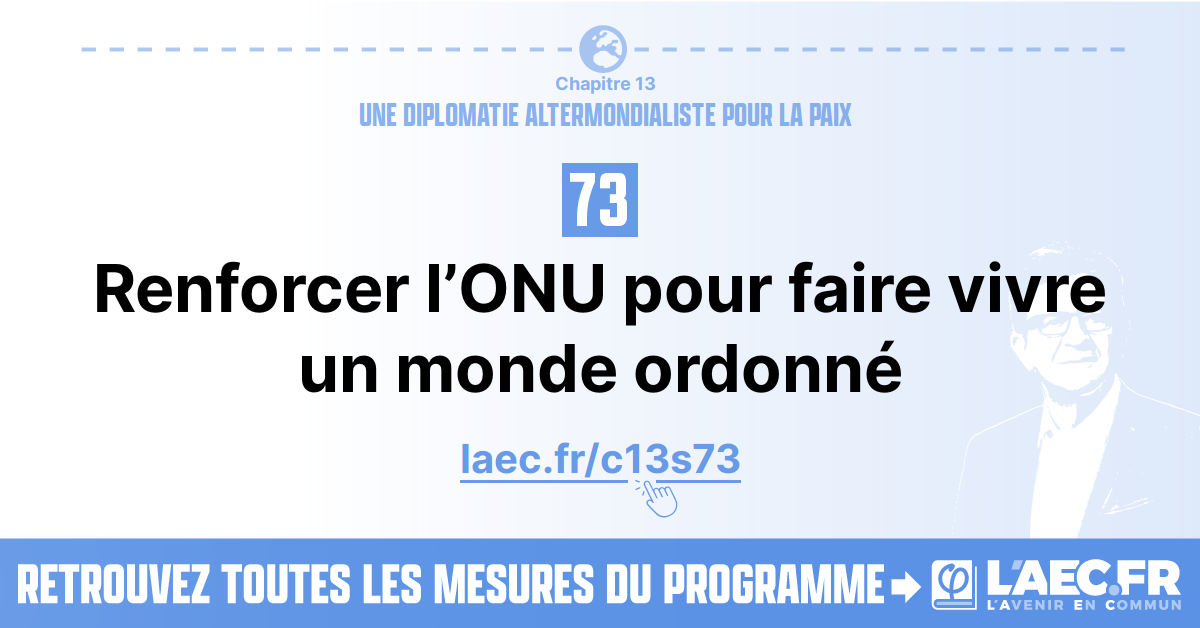 Chapitre 13
UNE DIPLOMATIE ALTERMONDIALISTE POUR LA PAIX
73
Renforcer l’ONU pour faire vivre
un monde ordonné
laec.fr/c13s73
RETROUVEZ TOUTES LES MESURES DU PROGRAMME
L'AEC.FR
L'AVENIR EN COMMUN